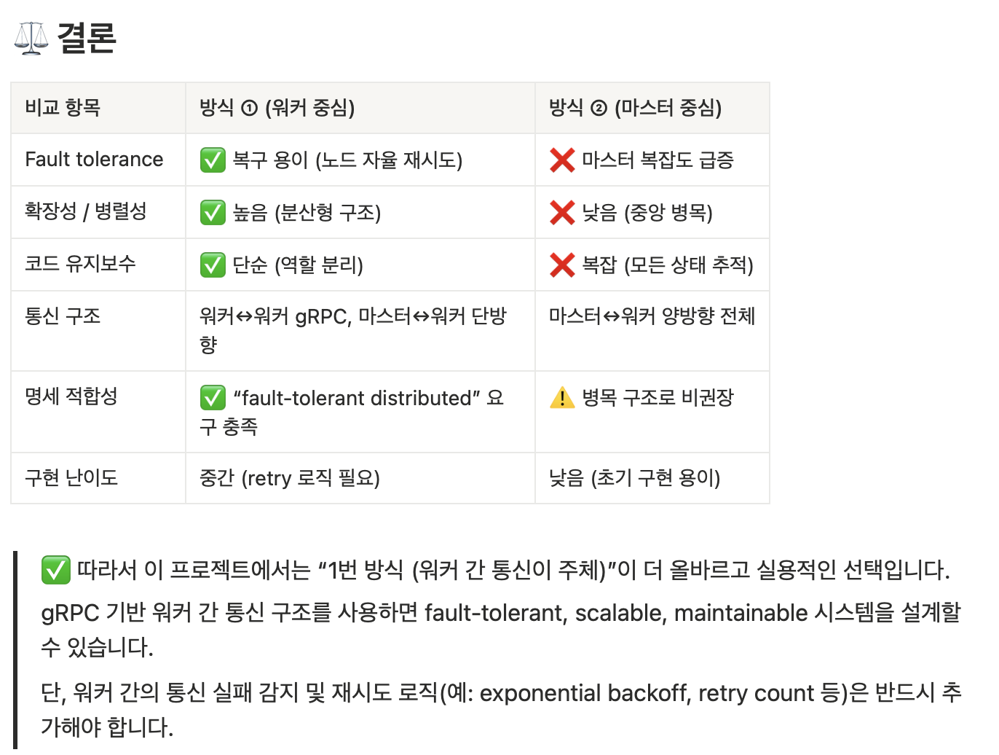 ⚖️ 결론
비교 항목 방식 ① (워커 중심) 방식 ② (마스터 중심)
Fault tolerance ✅ 복구 용이 (노드 자율 재시도) ❌ 마스터 복잡도 급증
확장성 / 병렬성 ✅ 높음 (분산형 구조) ❌ 낮음 (중앙 병목)
코드 유지보수 ✅ 단순 (역할 분리) ❌ 복잡 (모든 상태 추적)
통신 구조 워커↔워커 gRPC, 마스터↔워커 단방
향
마스터↔워커 양방향 전체
명세 적합성 ✅ “fault-tolerant distributed” 요
구 충족
⚠️ 병목 구조로 비권장
구현 난이도 중간 (retry 로직 필요) 낮음 (초기 구현 용이)
✅ 따라서 이 프로젝트에서는 “1번 방식 (워커 간 통신이 주체)”이 더 올바르고 실용적인 선택입니다.
gRPC 기반 워커 간 통신 구조를 사용하면 fault-tolerant, scalable, maintainable 시스템을 설계할
수 있습니다.
단, 워커 간의 통신 실패 감지 및 재시도 로직(예: exponential backoff, retry count 등)은 반드시 추
가해야 합니다.